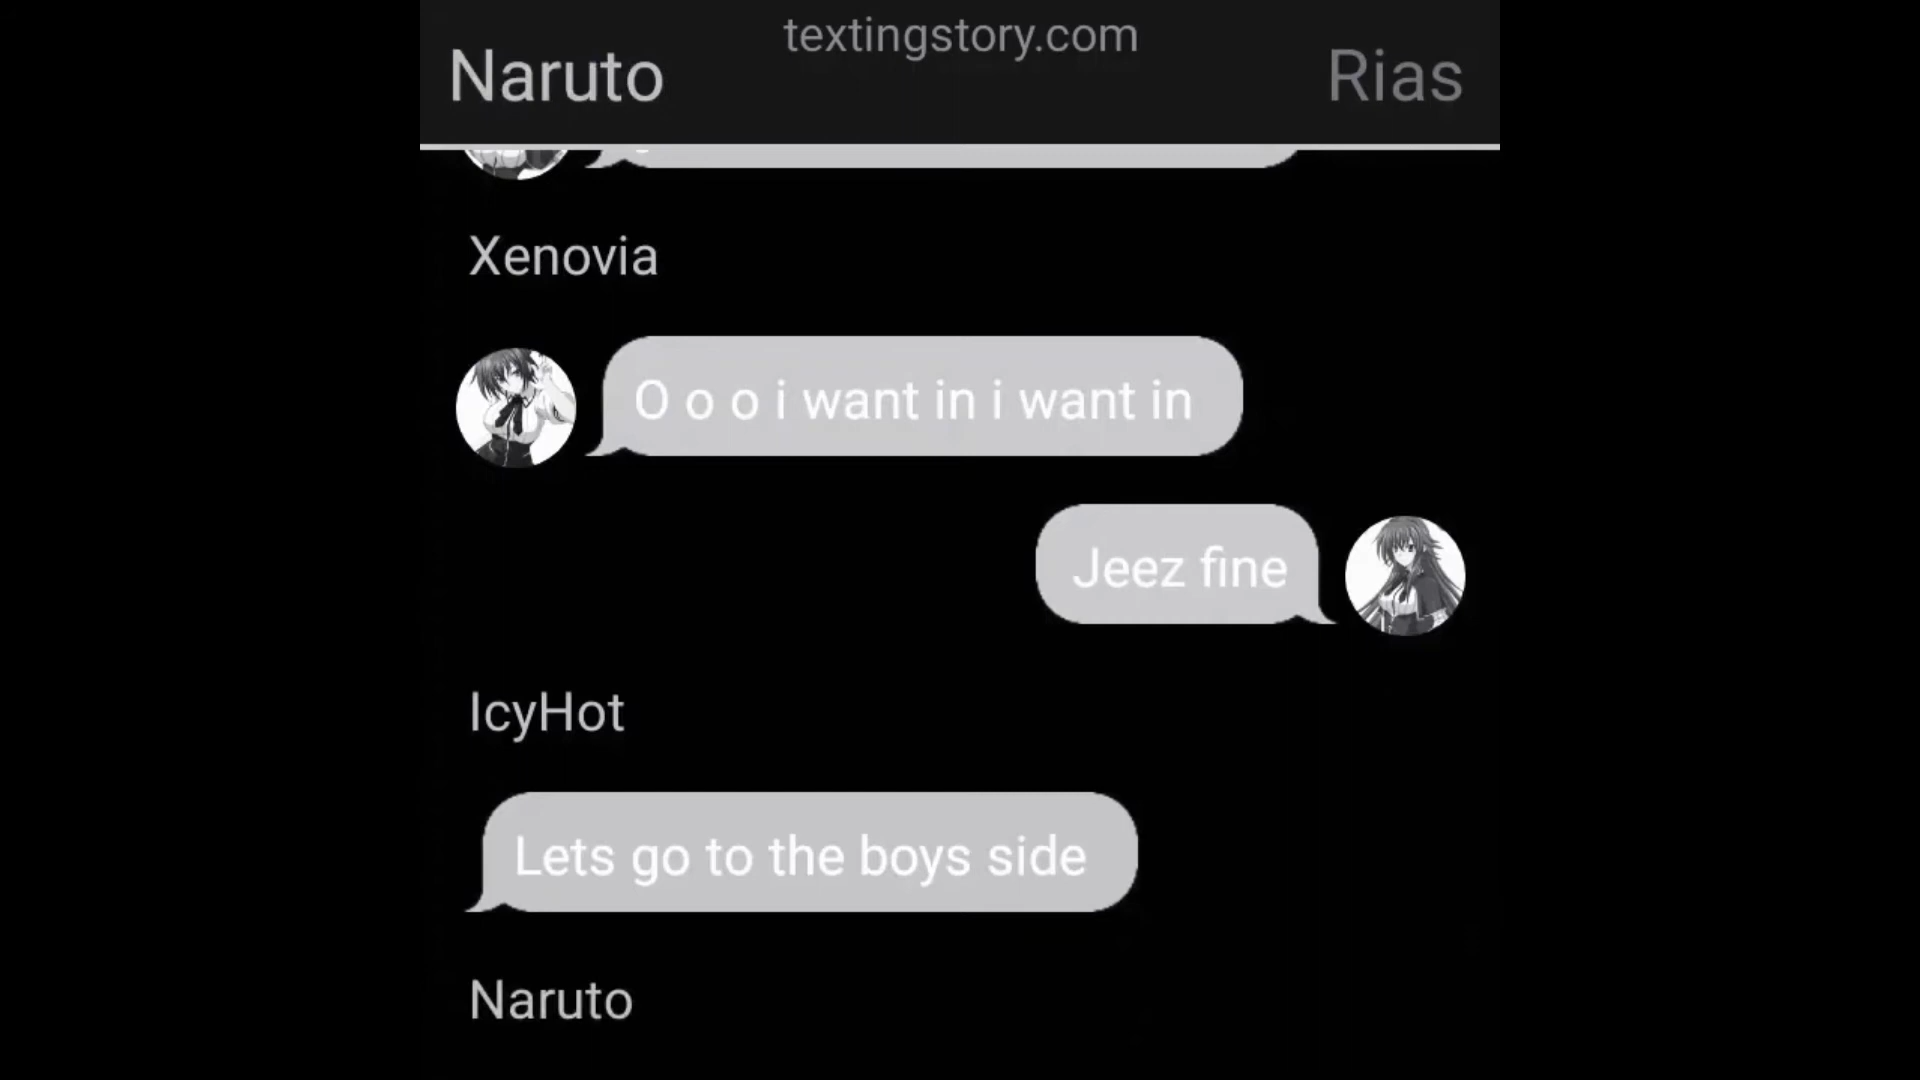 textingstory.com
Naruto
Rias
Xenovia
O o o i want in i want in
Jeez fine
IcyHot
Lets go to the boys side
Naruto